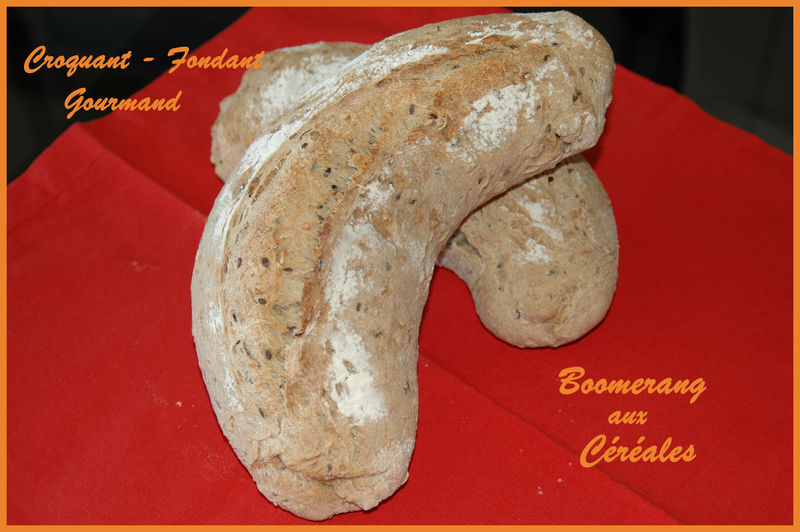 Croquant - Fondant
Gourmand
Boomerang
aux
Céréales